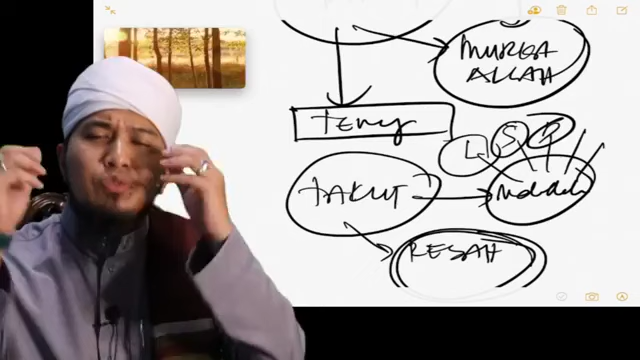 MURKA
ALLAH
Teng
L S P
TAKUT
RESAH